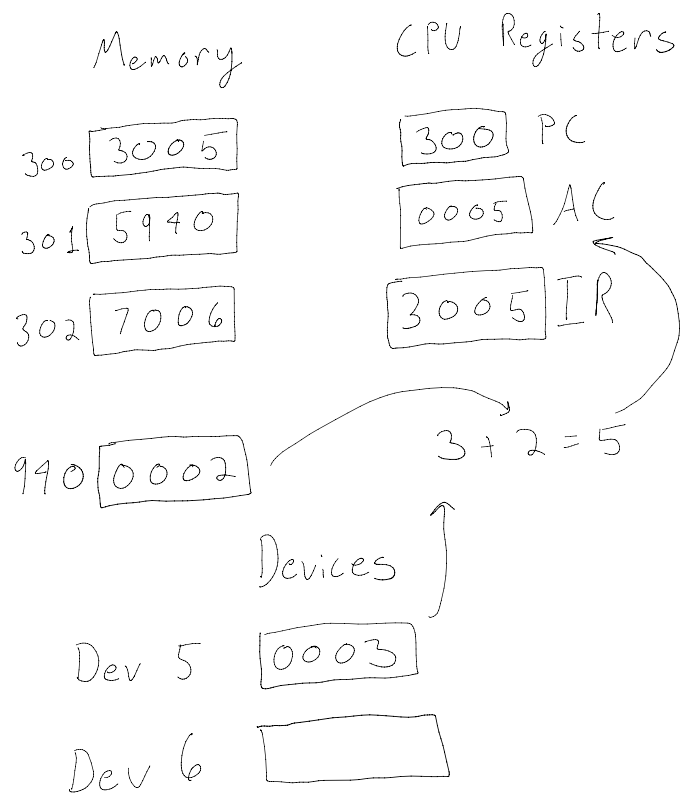 Memory CPU Registers
300 3005 300 PC
301 5940 0005 AC
302 7006 3005 IR
940 0002 3 + 2 = 5
Devices
Dev 5 0003
Dev 6